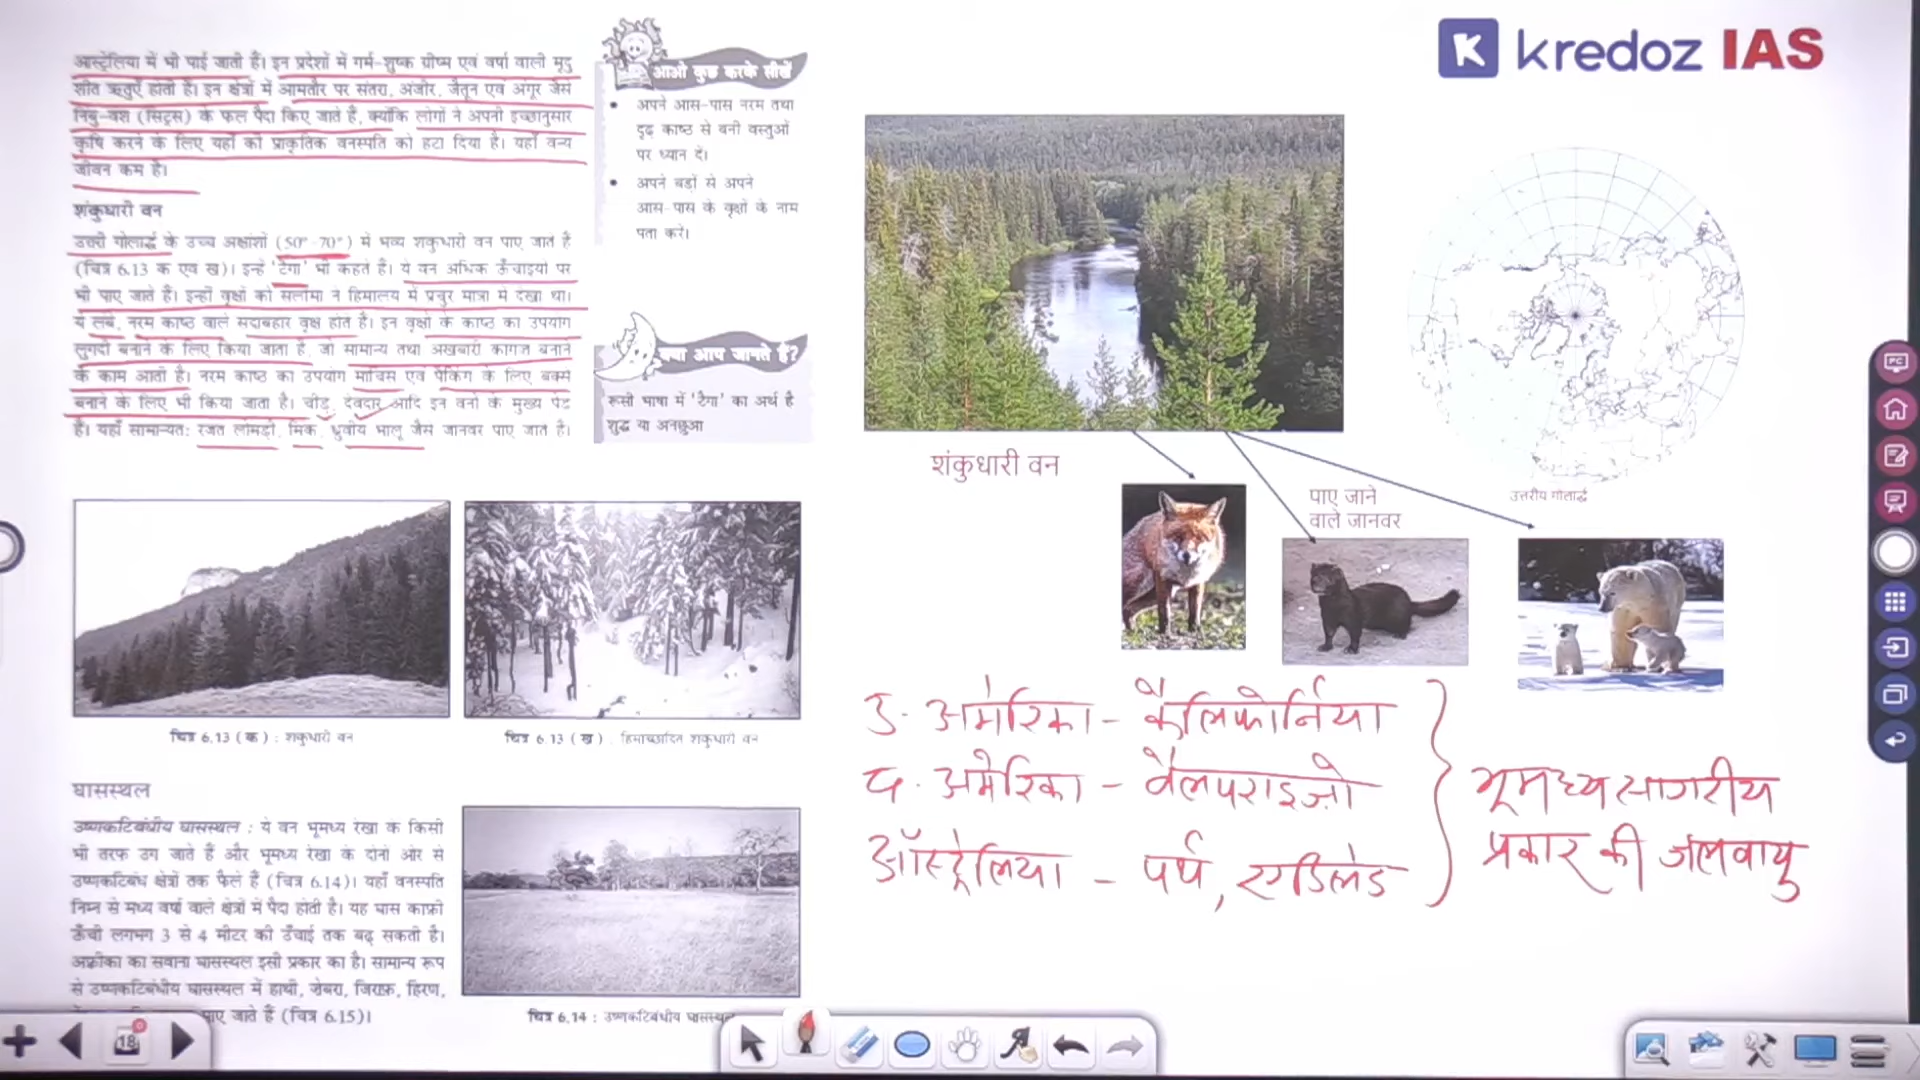 kredoz IAS
आस्ट्रेलिया में भी पाई जाती हैं। इन प्रदेशों में गर्म-शुष्क ग्रीष्म एवं वर्षा वाली मृदु
शीत ऋतुएँ होती हैं। इन क्षेत्रों में आमतौर पर संतरा, अंजीर, जैतून एवं अंगूर जैसे
निंबु-वंश (सिट्रस) के फल पैदा किए जाते हैं, क्योंकि लोगों ने अपनी इच्छानुसार
कृषि करने के लिए यहाँ की प्राकृतिक वनस्पति को हटा दिया है। यहाँ वन्य
जीवन कम है।
शंकुधारी वन
उत्तरी गोलार्द्ध के उच्च अक्षांशों (50°-70°) में भव्य शंकुधारी वन पाए जाते हैं
(चित्र 6.13 क एवं ख)। इन्हें 'टैगा' भी कहते हैं। ये वन अधिक ऊँचाइयों पर
भी पाए जाते हैं। इन्हीं वृक्षों को सलीमा ने हिमालय में प्रचुर मात्रा में देखा था।
ये लंबे, नरम काष्ठ वाले सदाबहार वृक्ष होते हैं। इन वृक्षों के काष्ठ का उपयोग
लुगदी बनाने के लिए किया जाता है, जो सामान्य तथा अखबारी कागज बनाने
के काम आती है। नरम काष्ठ का उपयोग माचिस एवं पैकिंग के लिए बक्से
बनाने के लिए भी किया जाता है। चीड़, देवदार आदि इन वनों के मुख्य पेड़
हैं। यहाँ सामान्यत: रजत लोमड़ी, मिंक, ध्रुवीय भालू जैसे जानवर पाए जाते हैं।
आओ कुछ करके सीखें
• अपने आस-पास नरम तथा
दृढ़ काष्ठ से बनी वस्तुओं
पर ध्यान दें।
• अपने बड़ों से अपने
आस-पास के वृक्षों के नाम
पता करें।
क्या आप जानते हैं?
रूसी भाषा में 'टैगा' का अर्थ है
शुद्ध या अनछुआ
चित्र 6.13 (क) : शंकुधारी वन
चित्र 6.13 (ख) : हिमाच्छादित शंकुधारी वन
घासस्थल
उष्णकटिबंधीय घासस्थल : ये वन भूमध्य रेखा के किसी
भी तरफ उग जाते हैं और भूमध्य रेखा के दोनों ओर से
उष्णकटिबंध क्षेत्रों तक फैले हैं (चित्र 6.14)। यहाँ वनस्पति
निम्न से मध्य वर्षा वाले क्षेत्रों में पैदा होती है। यह घास काफ़ी
ऊँची लगभग 3 से 4 मीटर की ऊँचाई तक बढ़ सकती है।
अफ़्रीका का सवाना घासस्थल इसी प्रकार का है। सामान्य रूप
से उष्णकटिबंधीय घासस्थल में हाथी, ज़ेबरा, जिराफ़, हिरण,
पाए जाते हैं (चित्र 6.15)।
चित्र 6.14 : उष्णकटिबंधीय घासस्थल
शंकुधारी वन
पाए जाने
वाले जानवर
उत्तरीय गोलार्द्ध
उ. अमेरिका - कैलिफोर्निया
द. अमेरिका - वैलपराइजो
ऑस्ट्रेलिया - पर्थ, एडिलेड
भूमध्यसागरीय
प्रकार की जलवायु
18